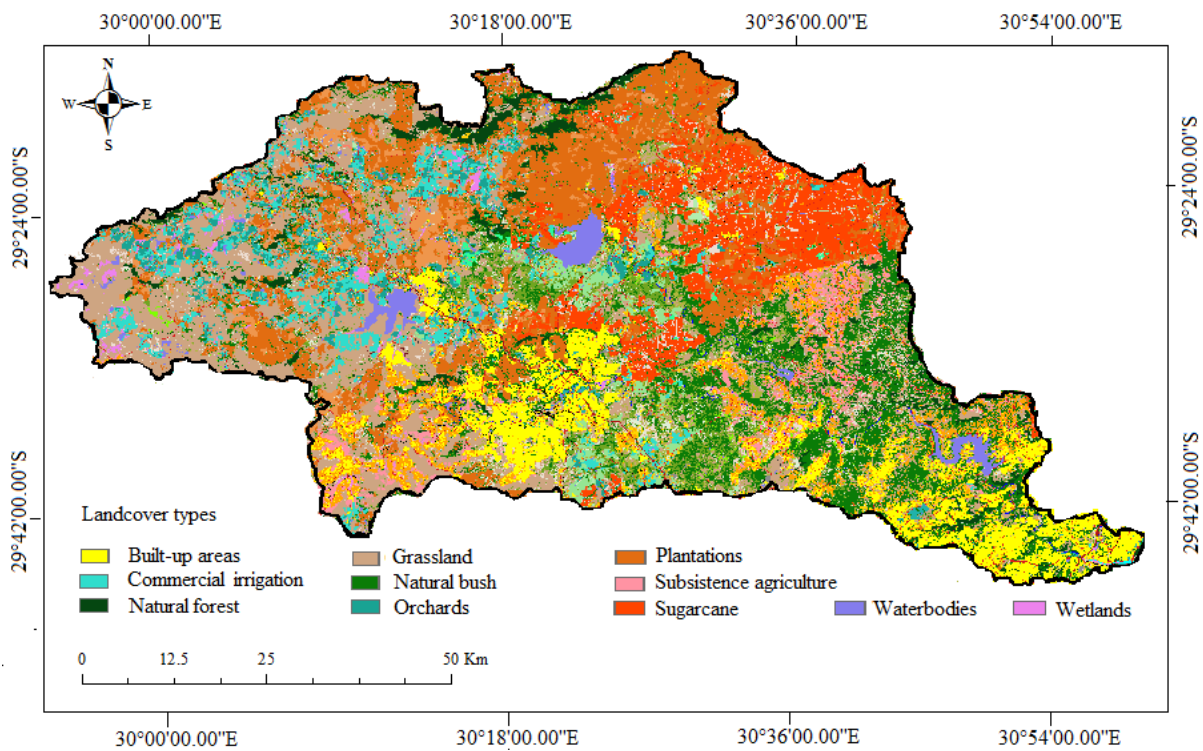 30°00'00.00"E 30°18'00.00"E 30°36'00.00"E 30°54'00.00"E
N
W E
S
29°24'00.00"S
29°24'00.00"S
29°42'00.00"S
29°42'00.00"S
Landcover types
Built-up areas Grassland Plantations
Commercial irrigation Natural bush Subsistence agriculture
Natural forest Orchards Sugarcane Waterbodies Wetlands
0 12.5 25 50 Km
30°00'00.00"E 30°18'00.00"E 30°36'00.00"E 30°54'00.00"E